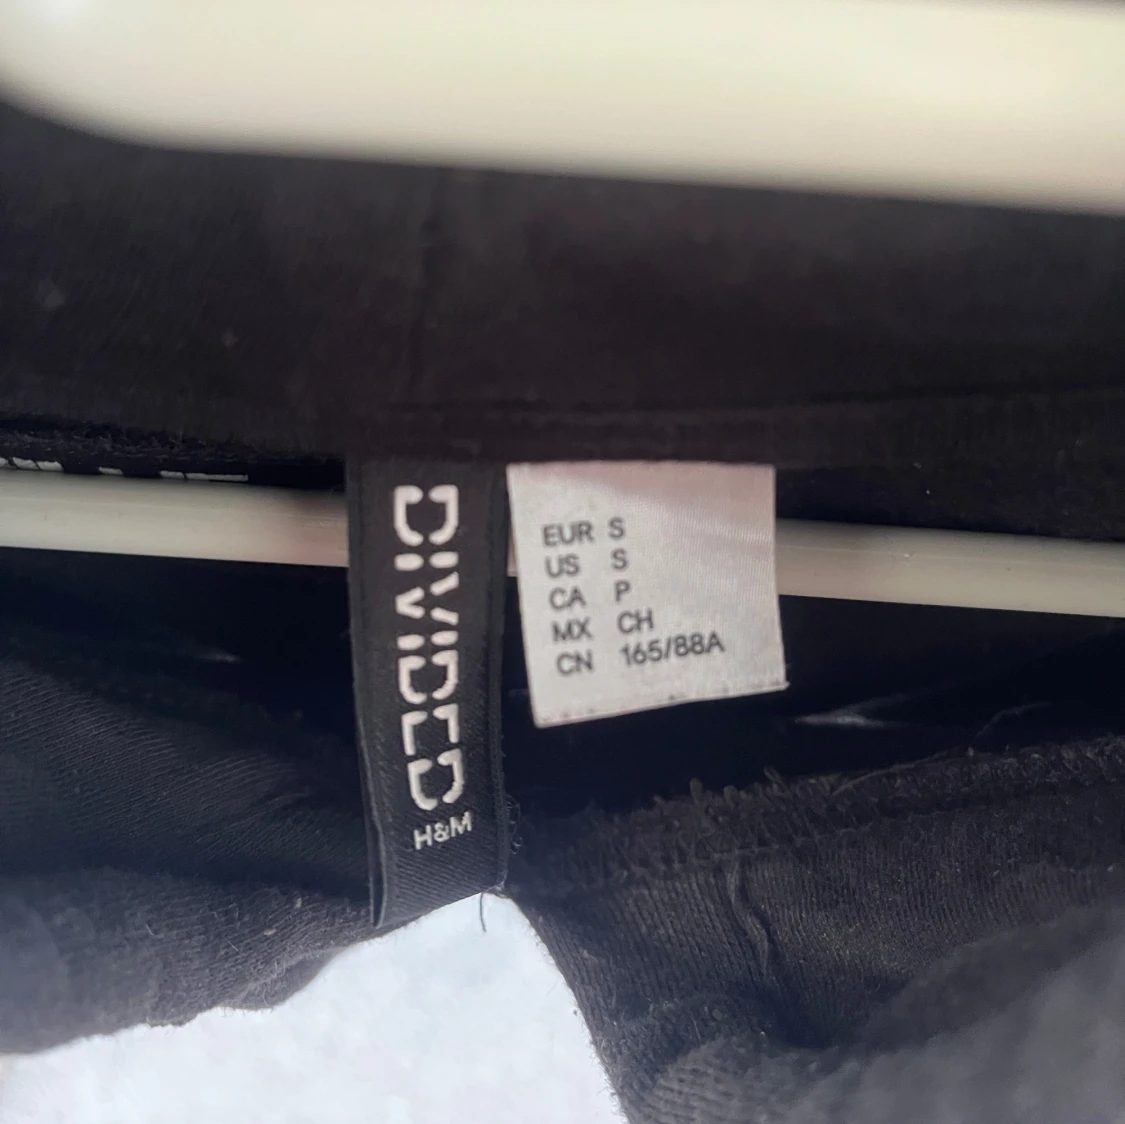 DIVIDED
H&M
EUR S
US S
CA P
MX CH
CN 165/88A